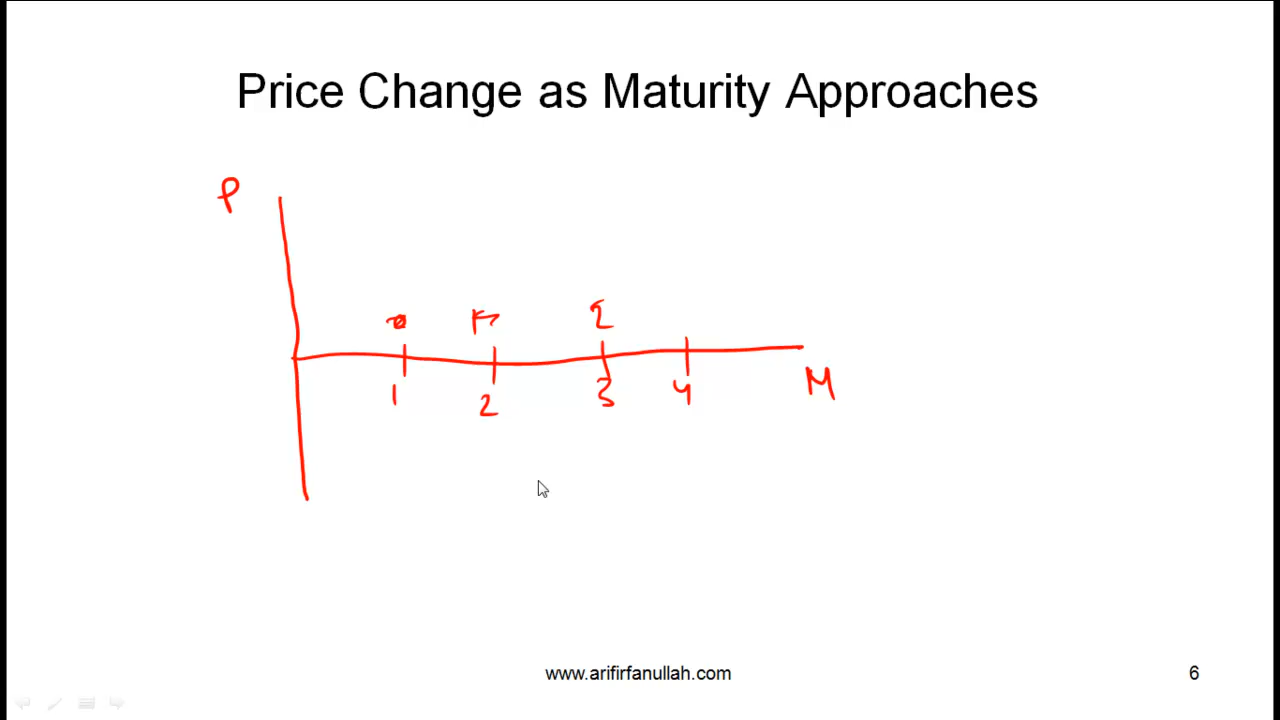 Price Change as Maturity Approaches
P
2
1 2 3 4 M
www.arifirfanullah.com 6